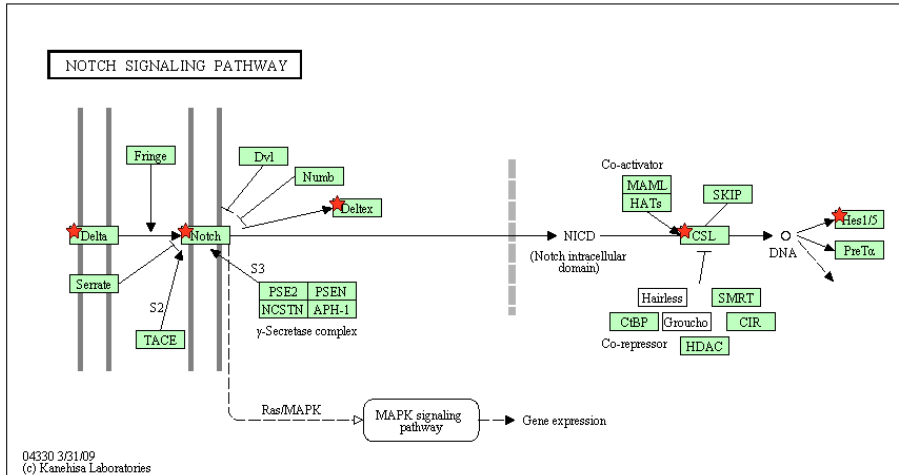 NOTCH SIGNALING PATHWAY
Fringe
Dvl
Numb
Deltex
Delta
Notch
Serrate
S2
TACE
S3
PSE2 PSEN
NCSTN APH-1
γ-Secretase complex
NICD
(Notch intracellular
domain)
Co-activator
MAML
HATs
SKIP
CSL
DNA
Hes1/5
PreTα
Hairless
SMRT
CtBP
Groucho
CIR
Co-repressor
HDAC
Ras/MAPK
MAPK signaling
pathway
Gene expression
04330 3/31/09
(c) Kanehisa Laboratories